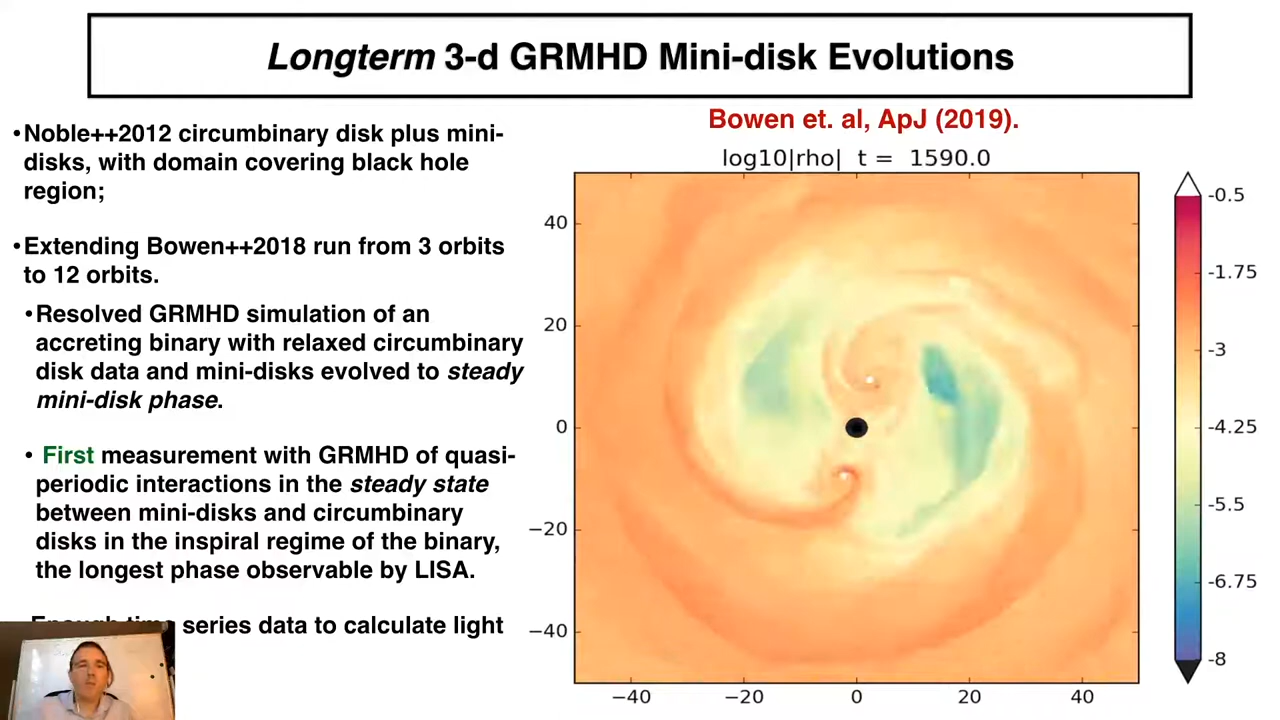 Longterm 3-d GRMHD Mini-disk Evolutions
•Noble++2012 circumbinary disk plus mini-
disks, with domain covering black hole
region;
•Extending Bowen++2018 run from 3 orbits
to 12 orbits.
•Resolved GRMHD simulation of an
accreting binary with relaxed circumbinary
disk data and mini-disks evolved to steady
mini-disk phase.
• First measurement with GRMHD of quasi-
periodic interactions in the steady state
between mini-disks and circumbinary
disks in the inspiral regime of the binary,
the longest phase observable by LISA.
series data to calculate light
Bowen et. al, ApJ (2019).
log10|rho| t = 1590.0
40
20
0
−20
−40
−40 −20 0 20 40
-0.5
-1.75
-3
-4.25
-5.5
-6.75
-8